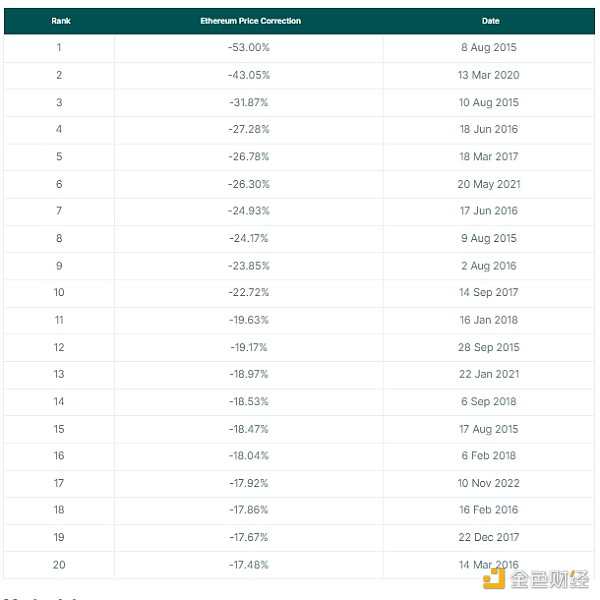 Rank Ethereum Price Correction Date
1 -53.00% 8 Aug 2015
2 -43.05% 13 Mar 2020
3 -31.87% 10 Aug 2015
4 -27.28% 18 Jun 2016
5 -26.78% 18 Mar 2017
6 -26.30% 20 May 2021
7 -24.93% 17 Jun 2016
8 -24.17% 9 Aug 2015
9 -23.85% 2 Aug 2016
10 -22.72% 14 Sep 2017
11 -19.63% 16 Jan 2018
12 -19.17% 28 Sep 2015
13 -18.97% 22 Jan 2021
14 -18.53% 6 Sep 2018
15 -18.47% 17 Aug 2015
16 -18.04% 6 Feb 2018
17 -17.92% 10 Nov 2022
18 -17.86% 16 Feb 2016
19 -17.67% 22 Dec 2017
20 -17.48% 14 Mar 2016
金色财经